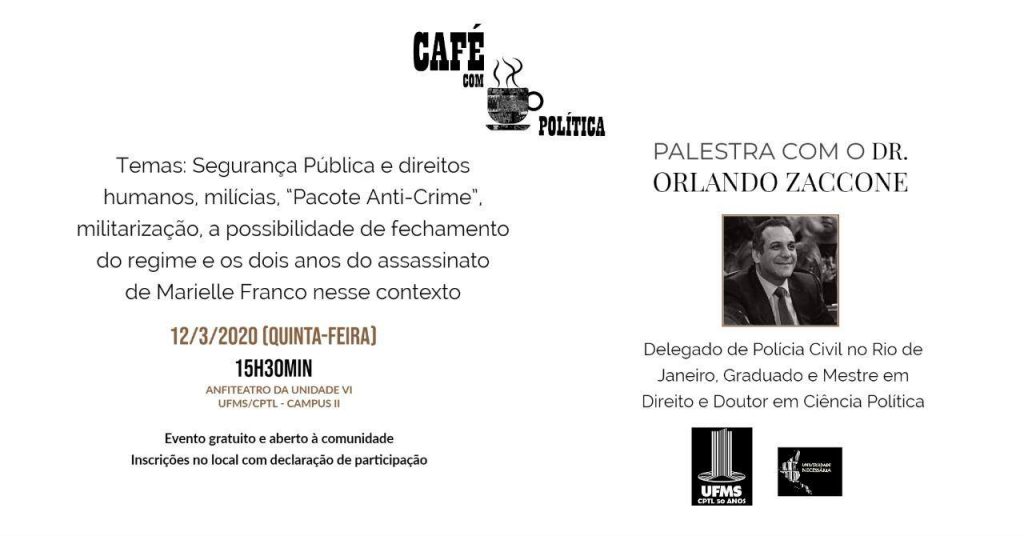 CAFÉ
COM
POLÍTICA
Temas: Segurança Pública e direitos
humanos, milícias, “Pacote Anti-Crime”,
militarização, a possibilidade de fechamento
do regime e os dois anos do assassinato
de Marielle Franco nesse contexto
12/3/2020 (QUINTA-FEIRA)
15H30MIN
ANFITEATRO DA UNIDADE VI
UFMS/CPTL - CAMPUS II
Evento gratuito e aberto à comunidade
Inscrições no local com declaração de participação
PALESTRA COM O DR.
ORLANDO ZACCONE
Delegado de Polícia Civil no Rio de
Janeiro, Graduado e Mestre em
Direito e Doutor em Ciência Política
UFMS
CPTL 50 ANOS
UNIVERSIDADE
NECESSÁRIA